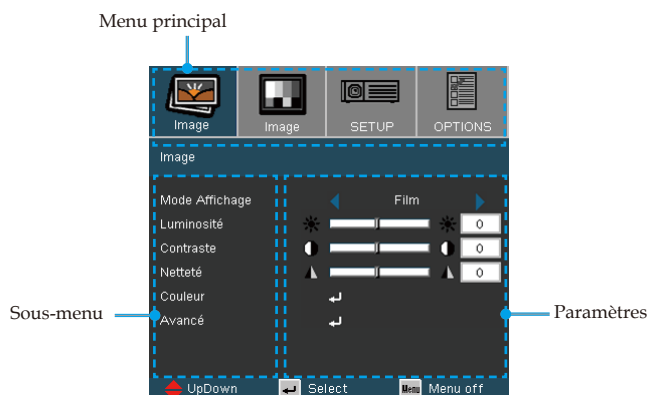 Menu principal
Image Image SETUP OPTIONS
Image
Mode Affichage Film
Luminosité 0
Contraste 0
Netteté 0
Couleur
Avancé
Sous-menu
Paramètres
UpDown Select Menu Menu off